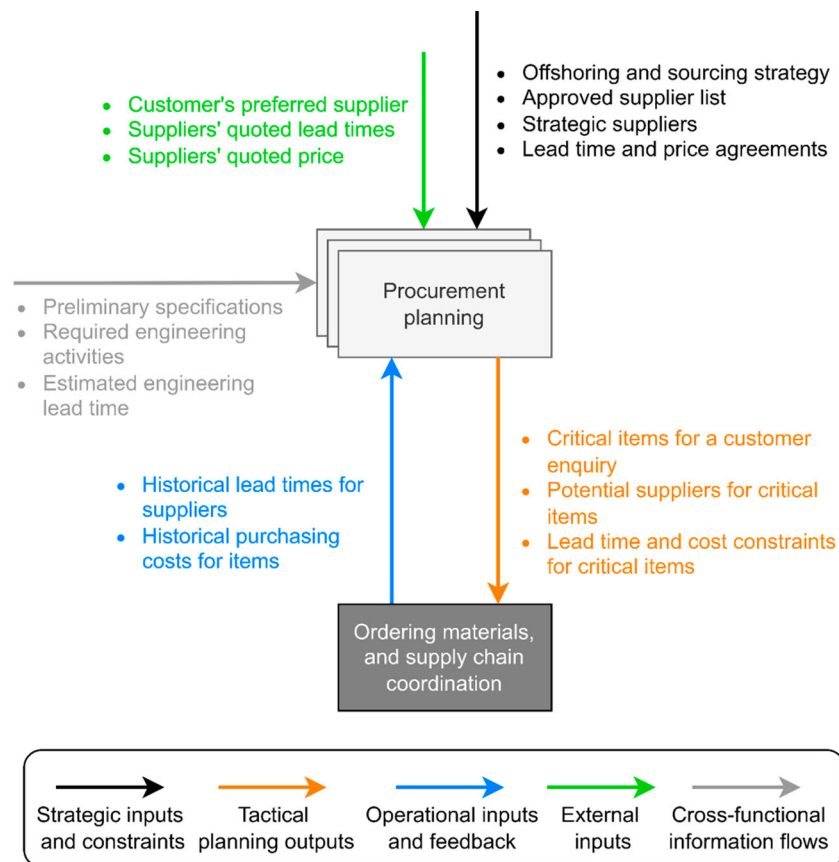 • Offshoring and sourcing strategy
• Approved supplier list
• Strategic suppliers
• Lead time and price agreements
• Customer's preferred supplier
• Suppliers' quoted lead times
• Suppliers' quoted price
Procurement
planning
• Preliminary specifications
• Required engineering
activities
• Estimated engineering
lead time
• Critical items for a customer
enquiry
• Potential suppliers for critical
items
• Lead time and cost constraints
for critical items
• Historical lead times for
suppliers
• Historical purchasing
costs for items
Ordering materials,
and supply chain
coordination
Strategic inputs
and constraints
Tactical
planning outputs
Operational inputs
and feedback
External
inputs
Cross-functional
information flows